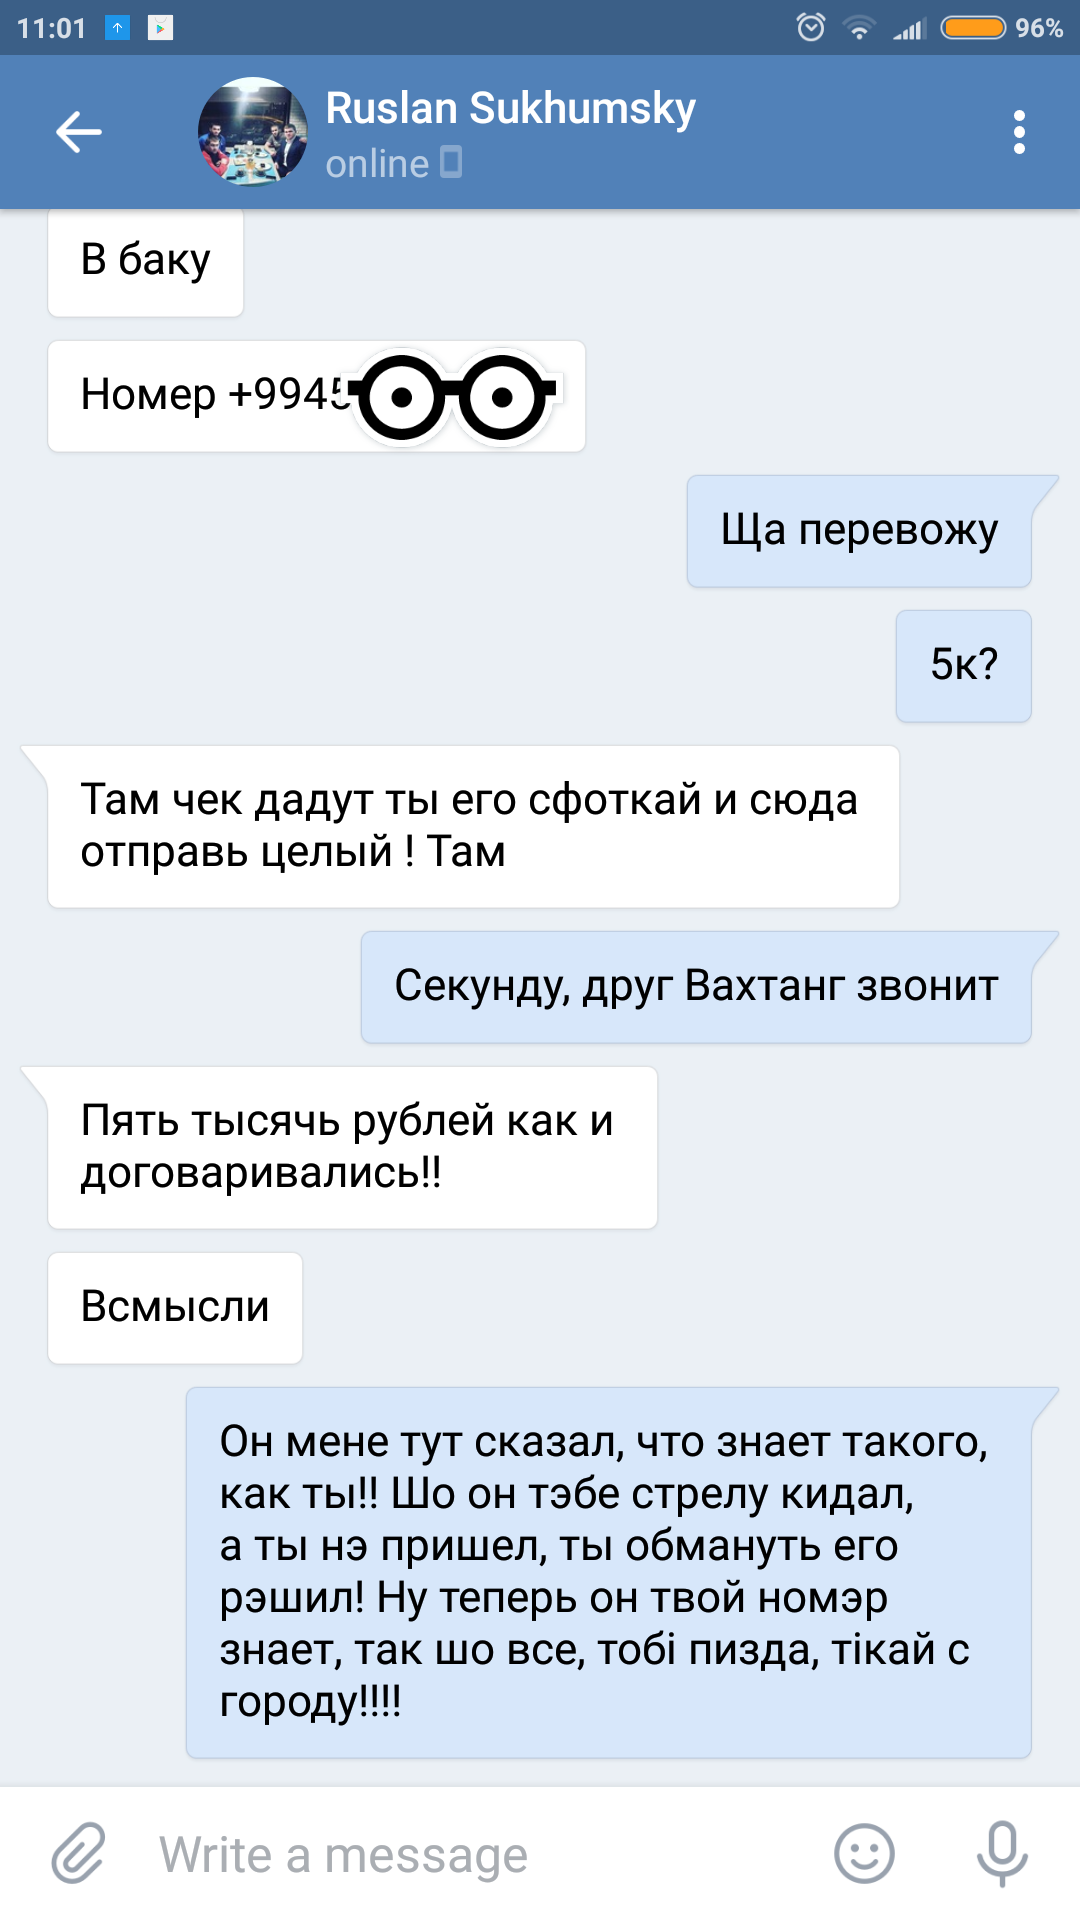 11:01
96%
Ruslan Sukhumsky
online
В баку
Номер +9945
Ща перевожу
5к?
Там чек дадут ты его сфоткай и сюда
отправь целый ! Там
Секунду, друг Вахтанг звонит
Пять тысячь рублей как и
договаривались!!
Всмысли
Он мене тут сказал, что знает такого,
как ты!! Шо он тэбе стрелу кидал,
а ты нэ пришел, ты обмануть его
рэшил! Ну теперь он твой номэр
знает, так шо все, тобі пизда, тікай с
городу!!!!
Write a message